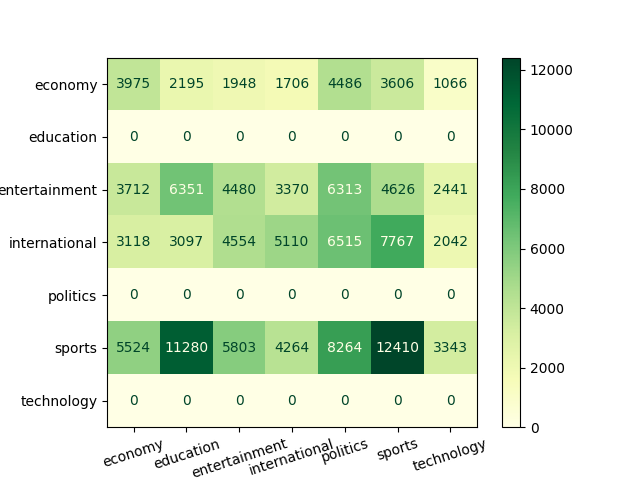 economy 3975 2195 1948 1706 4486 3606 1066
education 0 0 0 0 0 0 0
entertainment 3712 6351 4480 3370 6313 4626 2441
international 3118 3097 4554 5110 6515 7767 2042
politics 0 0 0 0 0 0 0
sports 5524 11280 5803 4264 8264 12410 3343
technology 0 0 0 0 0 0 0
economy education entertainment international politics sports technology
12000
10000
8000
6000
4000
2000
0